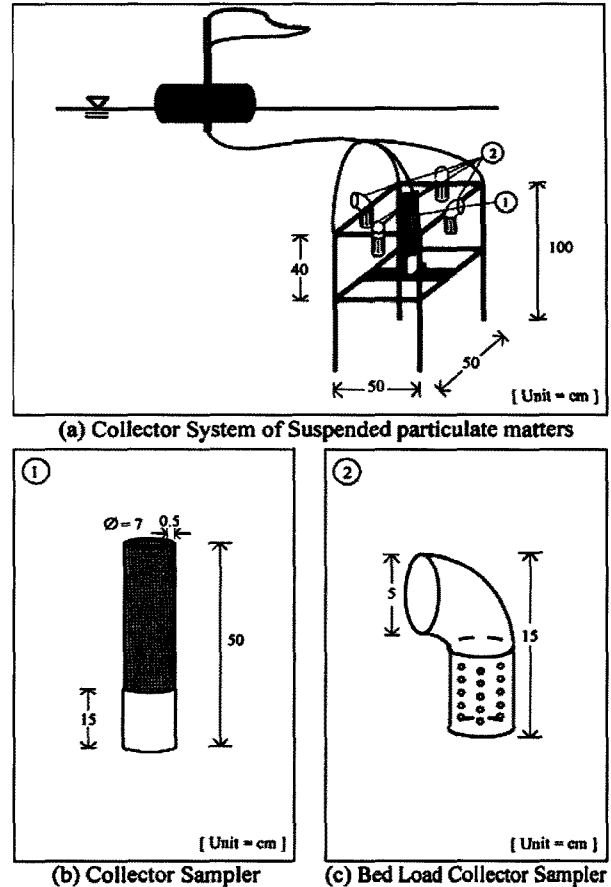 ②
①
100
40
50
50
[ Unit = cm ]
(a) Collector System of Suspended particulate matters
①
Ø = 7 0.5
50
15
[ Unit = cm ]
(b) Collector Sampler
②
5
15
[ Unit = cm ]
(c) Bed Load Collector Sampler